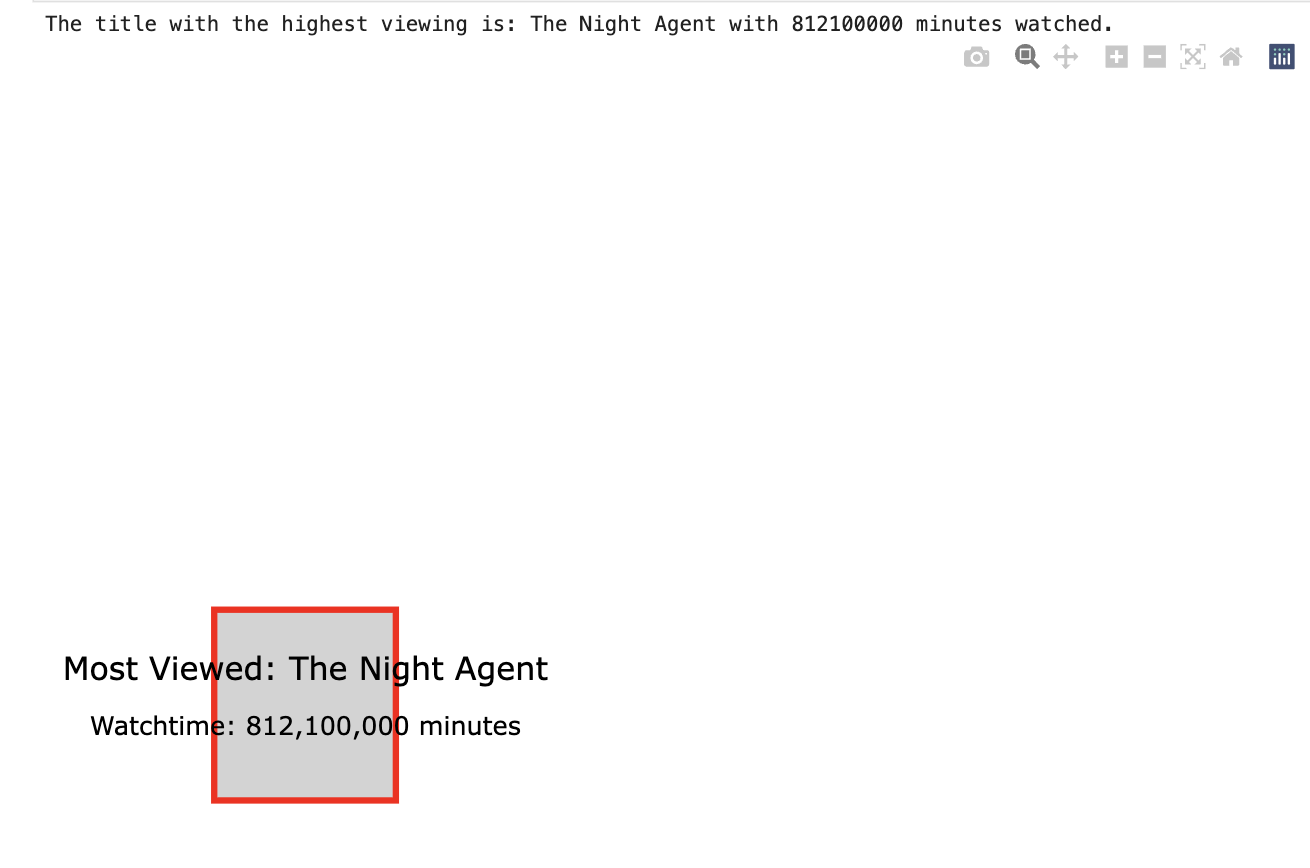 The title with the highest viewing is: The Night Agent with 812100000 minutes watched.
Most Viewed: The Night Agent
Watchtime: 812,100,000 minutes